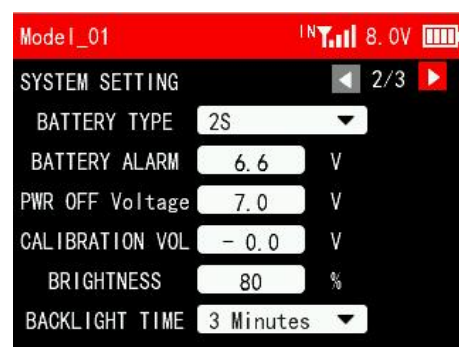 Model_01 IN 8.0V
SYSTEM SETTING 2/3
BATTERY TYPE 2S
BATTERY ALARM 6.6 V
PWR OFF Voltage 7.0 V
CALIBRATION VOL - 0.0 V
BRIGHTNESS 80 %
BACKLIGHT TIME 3 Minutes